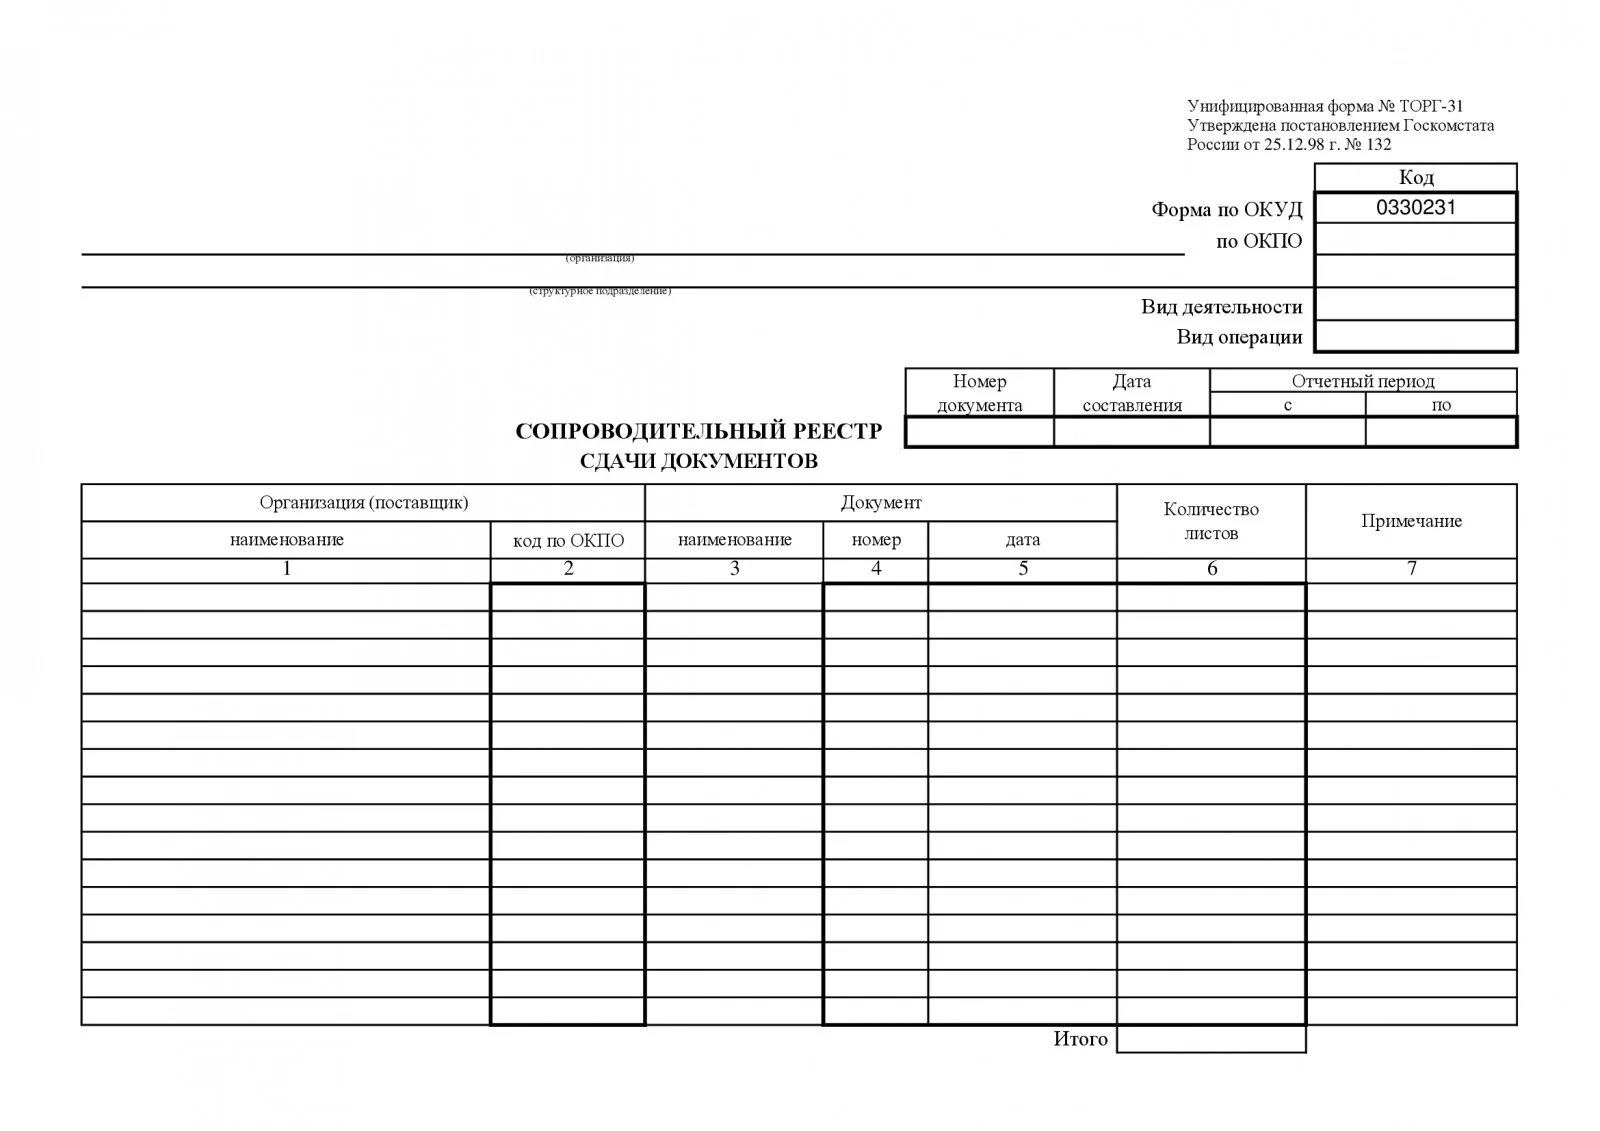 Унифицированная форма № ТОРГ-31
Утверждена постановлением Госкомстата
России от 25.12.98 г. № 132
Код
Форма по ОКУД 0330231
по ОКПО
(организация)
(структурное подразделение)
Вид деятельности
Вид операции
Номер документа Дата составления Отчетный период
с по
СОПРОВОДИТЕЛЬНЫЙ РЕЕСТР
СДАЧИ ДОКУМЕНТОВ
Организация (поставщик) Документ Количество листов Примечание
наименование код по ОКПО наименование номер дата
1 2 3 4 5 6 7
Итого